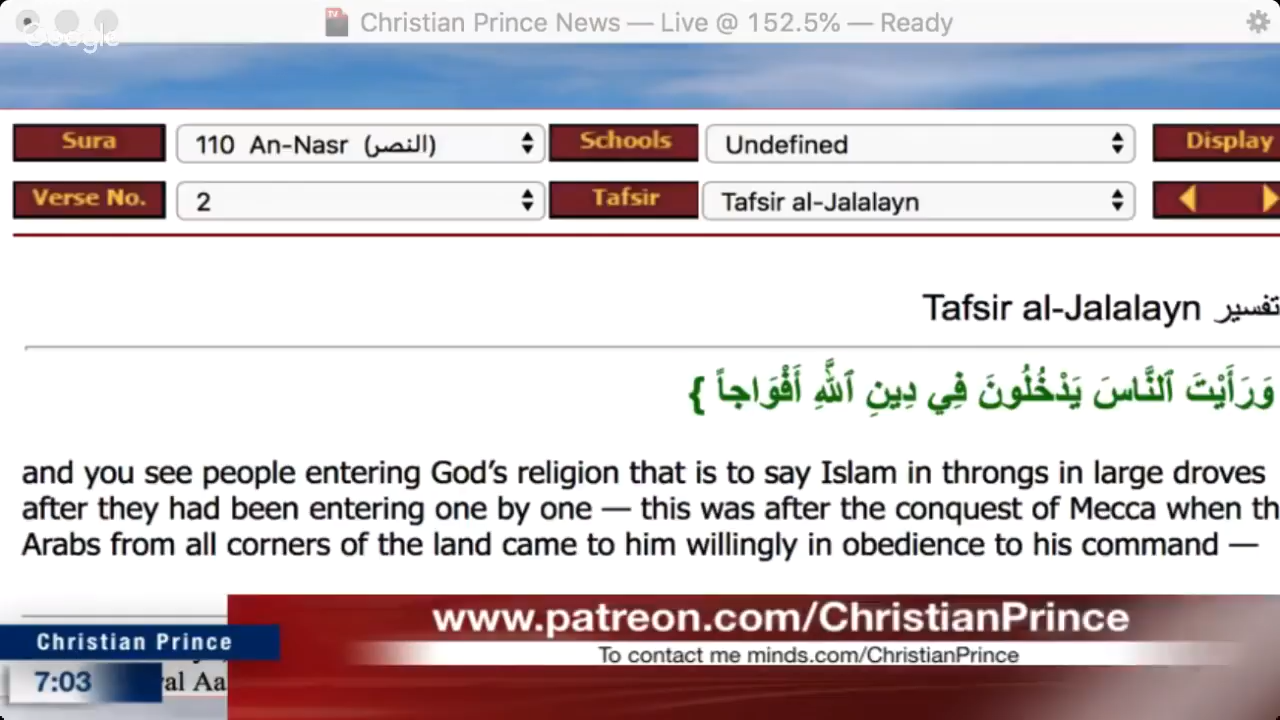 Christian Prince News — Live @ 152.5% — Ready
Google
Sura
110 An-Nasr (النصر)
Schools
Undefined
Display
Verse No.
2
Tafsir
Tafsir al-Jalalayn
Tafsir al-Jalalayn تفسير
وَرَأَيْتَ ٱلنَّاسَ يَدْخُلُونَ فِي دِينِ ٱللَّهِ أَفْوَاجاً }
and you see people entering God’s religion that is to say Islam in throngs in large droves
after they had been entering one by one — this was after the conquest of Mecca when th
Arabs from all corners of the land came to him willingly in obedience to his command —
www.patreon.com/ChristianPrince
Christian Prince
To contact me minds.com/ChristianPrince
7:03
al Aa